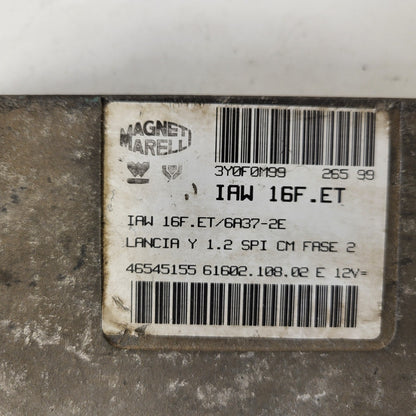 MAGNETI
MARELLI
3Y0F0M99 265 99
IAW 16F.ET
IAW 16F.ET/6A37-2E
LANCIA Y 1.2 SPI CM FASE 2
46545155 61602.108.02 E 12V=